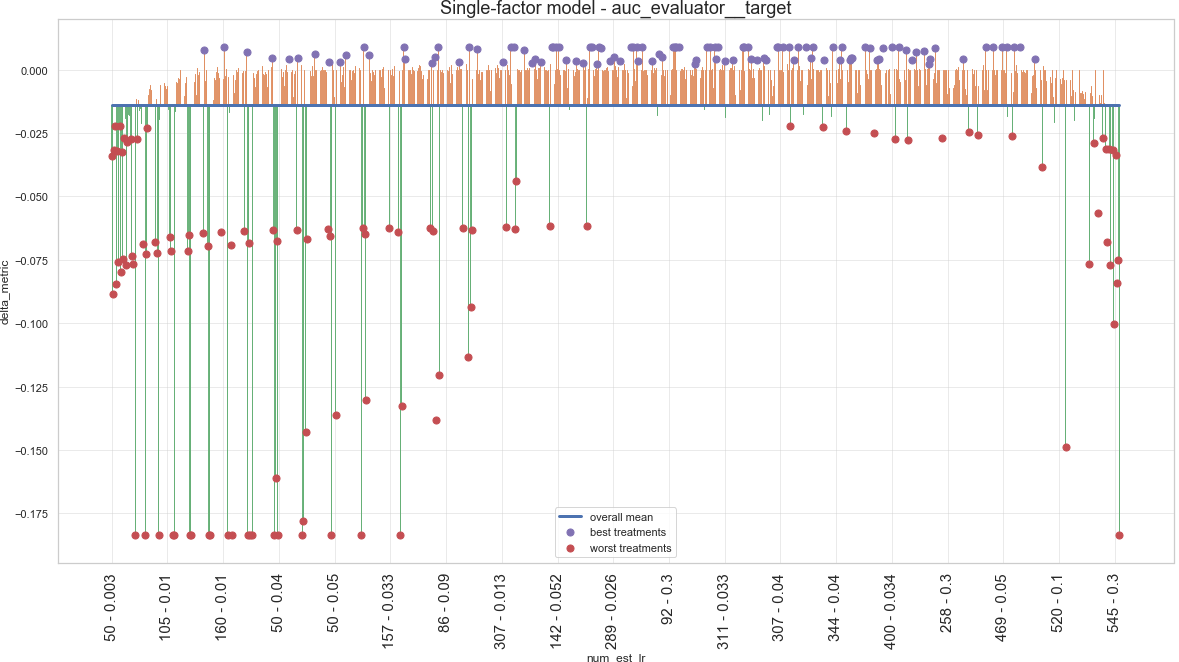 Single-factor model - auc_evaluator__target
delta_metric
0.000
−0.025
−0.050
−0.075
−0.100
−0.125
−0.150
−0.175
overall mean
best treatments
worst treatments
50 - 0.003
105 - 0.01
160 - 0.01
50 - 0.04
50 - 0.05
157 - 0.033
86 - 0.09
307 - 0.013
142 - 0.052
289 - 0.026
92 - 0.3
311 - 0.033
307 - 0.04
344 - 0.04
400 - 0.034
258 - 0.3
469 - 0.05
520 - 0.1
545 - 0.3
num_est_lr